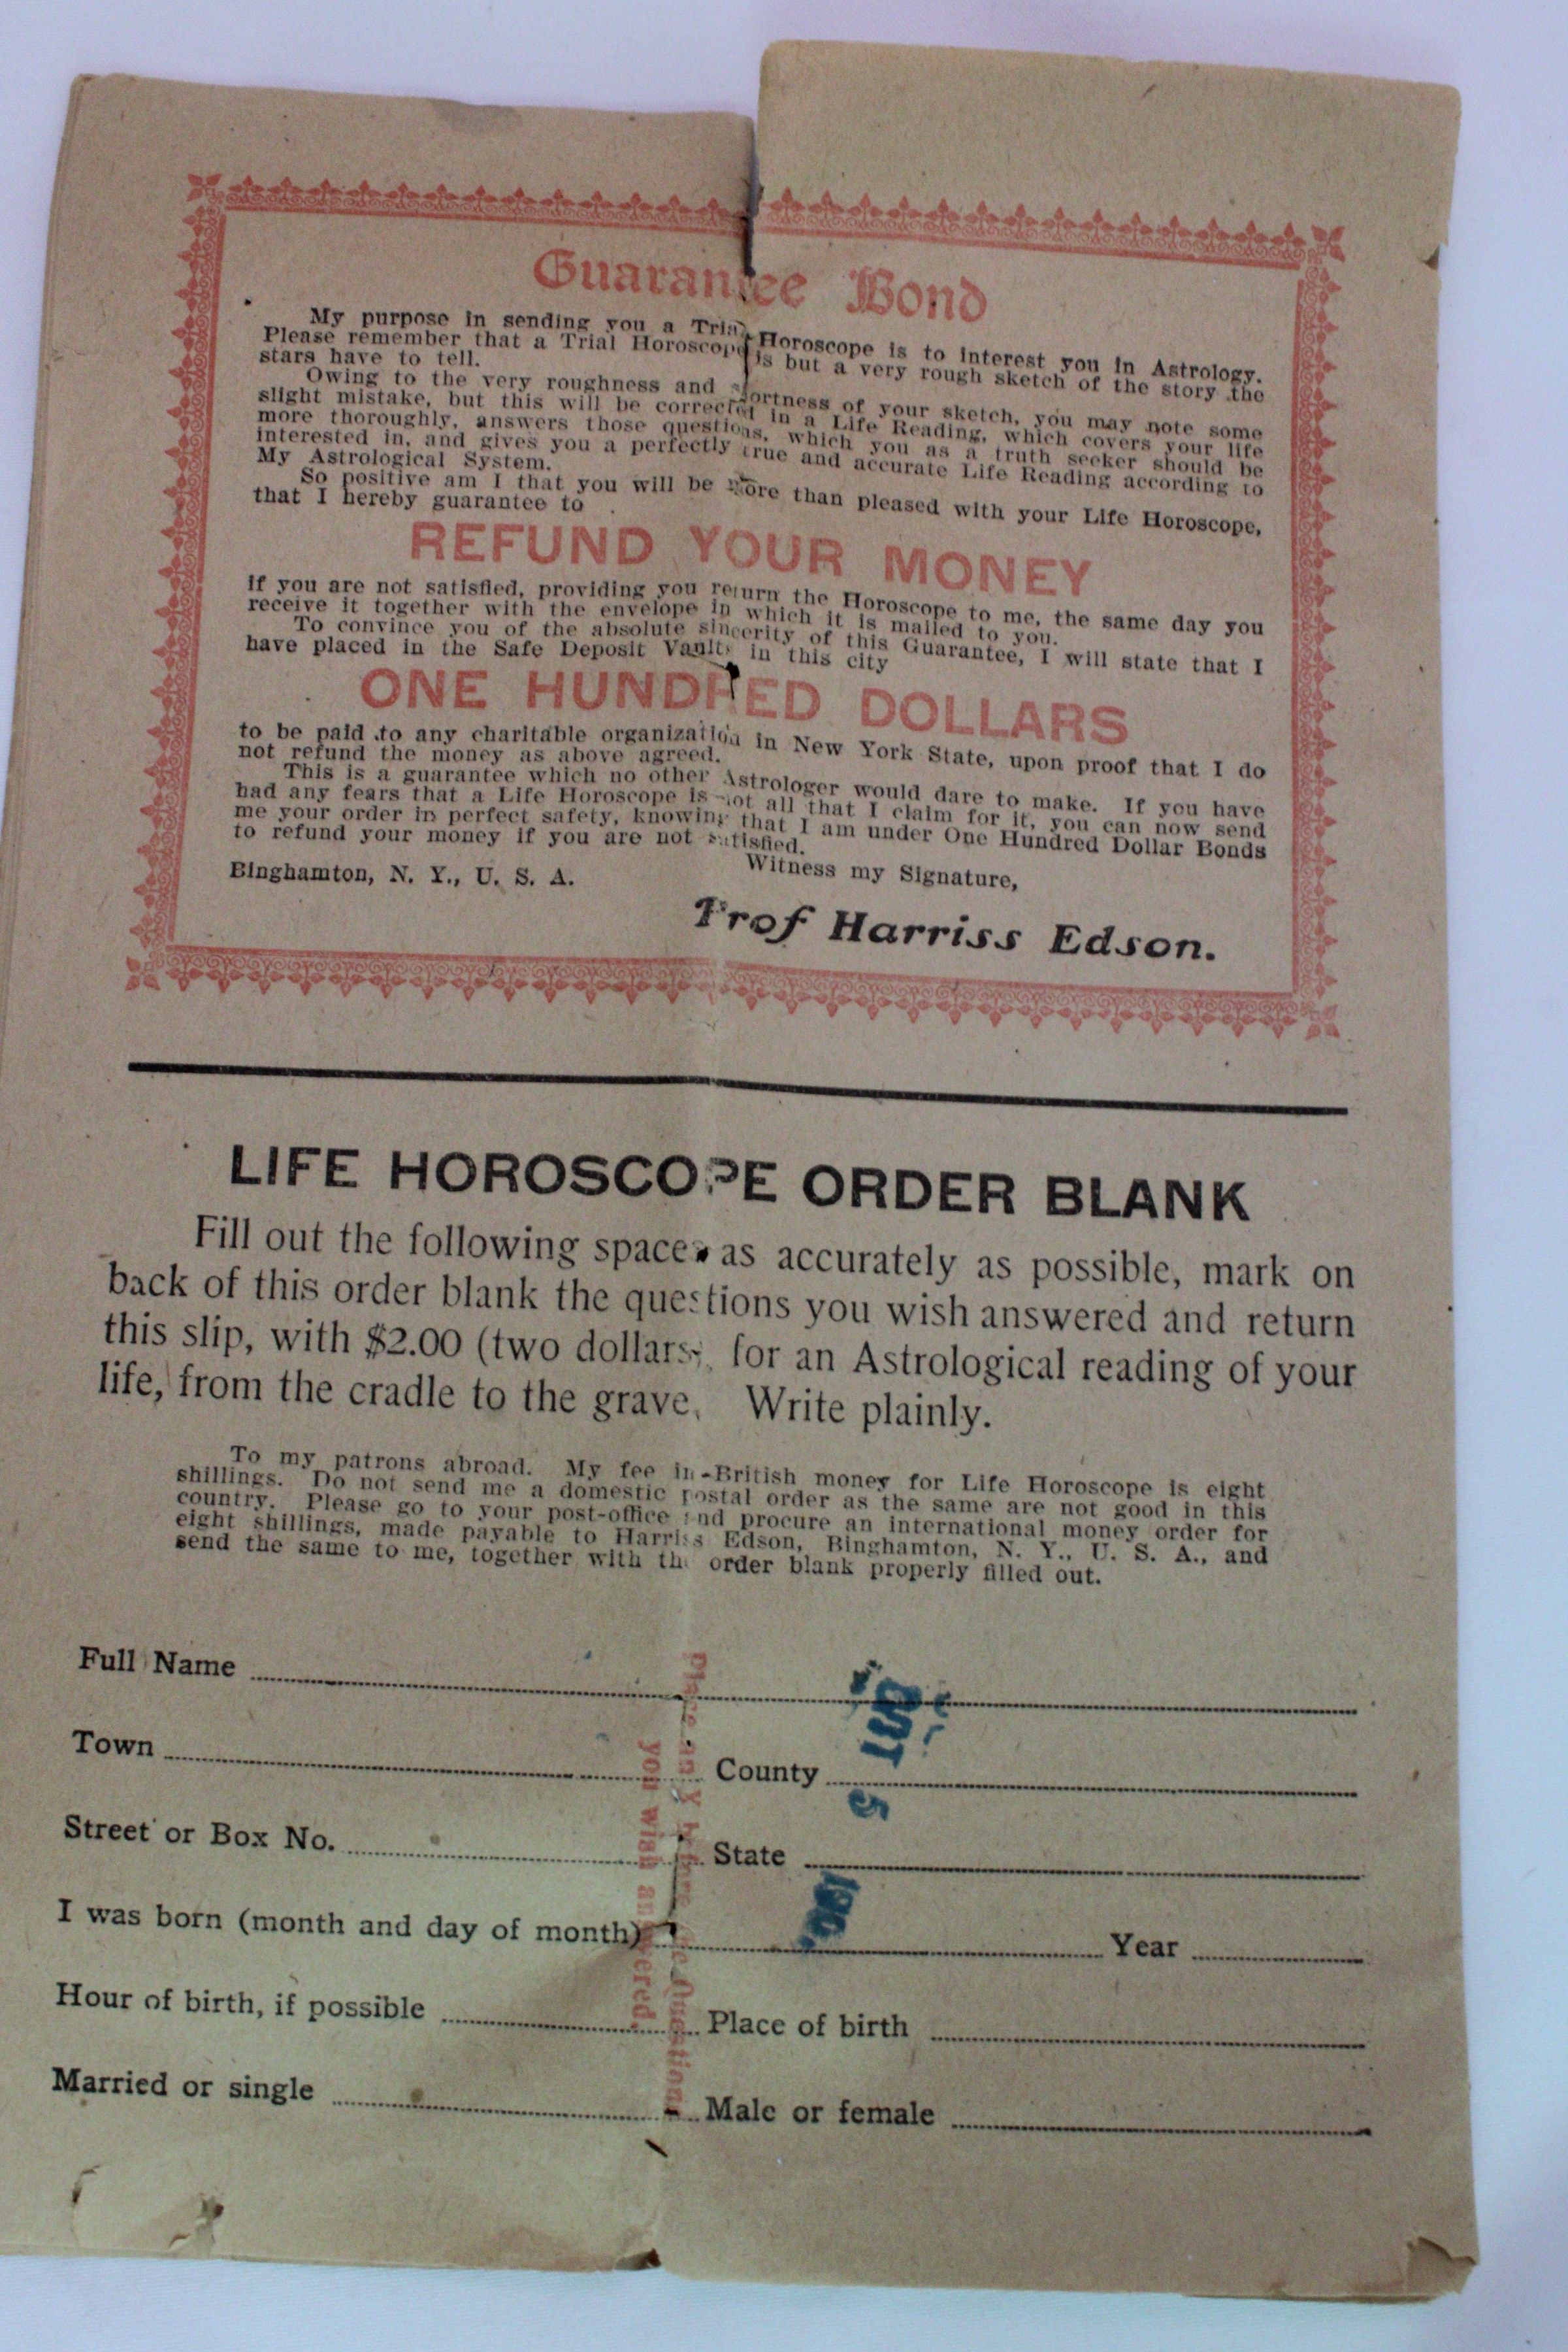 Guarantee Bond
My purpose in sending you a Trial Horoscope is to interest you in Astrology.
Please remember that a Trial Horoscope is but a very rough sketch of the story the
stars have to tell.
Owing to the very roughness and shortness of your sketch, you may note some
slight mistake, but this will be corrected in a Life Reading, which covers your life
more thoroughly, answers those questions, which you as a truth seeker should be
interested in, and gives you a perfectly true and accurate Life Reading according to
My Astrological System.
So positive am I that you will be more than pleased with your Life Horoscope,
that I hereby guarantee to
REFUND YOUR MONEY
if you are not satisfied, providing you return the Horoscope to me, the same day you
receive it together with the envelope in which it is mailed to you.
To convince you of the absolute sincerity of this Guarantee, I will state that I
have placed in the Safe Deposit Vaults in this city
ONE HUNDRED DOLLARS
to be paid to any charitable organization in New York State, upon proof that I do
not refund the money as above agreed.
This is a guarantee which no other Astrologer would dare to make. If you have
had any fears that a Life Horoscope is not all that I claim for it, you can now send
me your order in perfect safety, knowing that I am under One Hundred Dollar Bonds
to refund your money if you are not satisfied.
Witness my Signature,
Binghamton, N. Y., U. S. A.
Prof Harriss Edson.
LIFE HOROSCOPE ORDER BLANK
Fill out the following spaces as accurately as possible, mark on
back of this order blank the questions you wish answered and return
this slip, with $2.00 (two dollars), for an Astrological reading of your
life, from the cradle to the grave. Write plainly.
To my patrons abroad. My fee in British money for Life Horoscope is eight
shillings. Do not send me a domestic postal order as the same are not good in this
country. Please go to your post-office and procure an international money order for
eight shillings, made payable to Harriss Edson, Binghamton, N. Y., U. S. A., and
send the same to me, together with the order blank properly filled out.
Full Name
Town County
Street or Box No. State
I was born (month and day of month) Year
Hour of birth, if possible Place of birth
Married or single Male or female
you wish answered